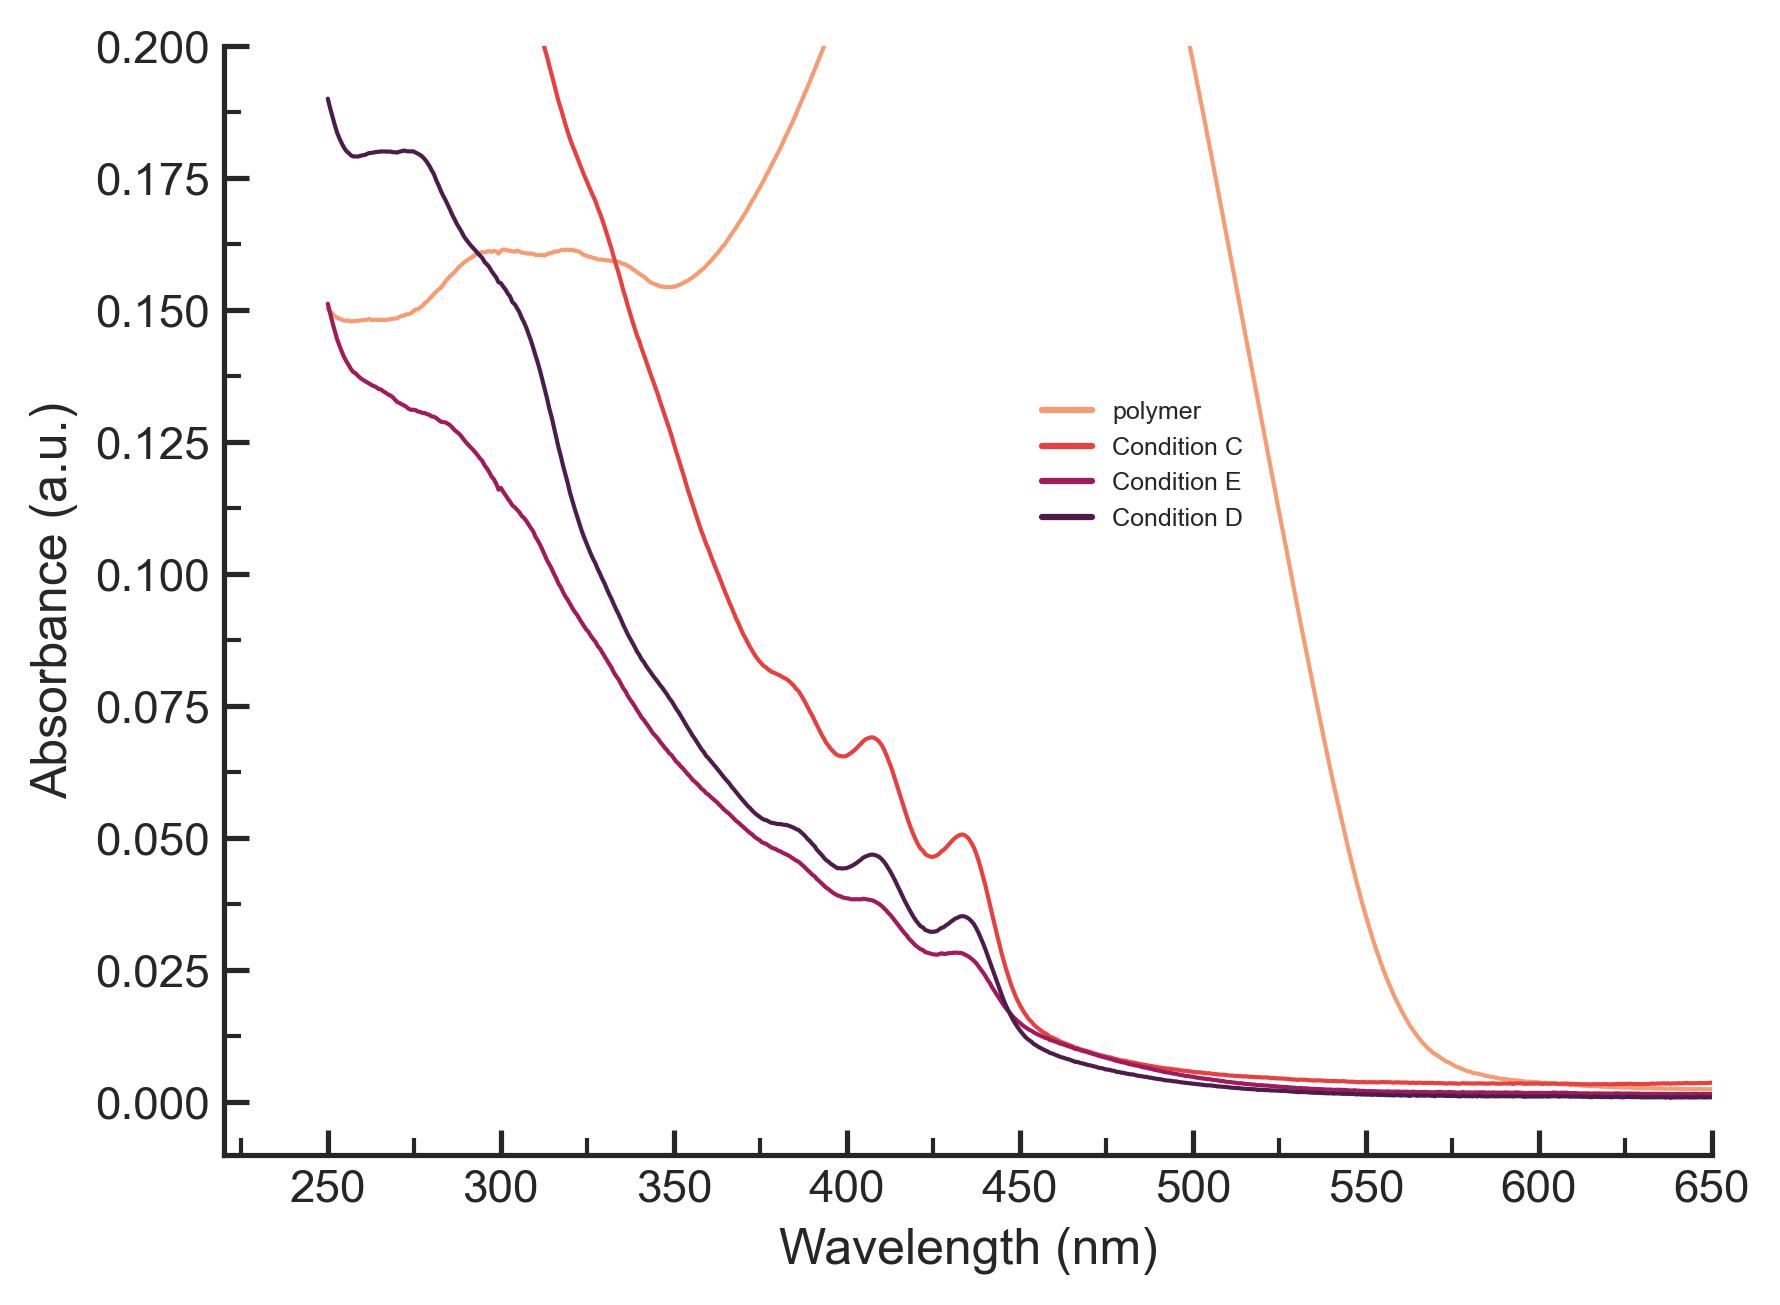 0.200
0.175
0.150
0.125
0.100
0.075
0.050
0.025
0.000
Absorbance (a.u.)
polymer
Condition C
Condition E
Condition D
250 300 350 400 450 500 550 600 650
Wavelength (nm)